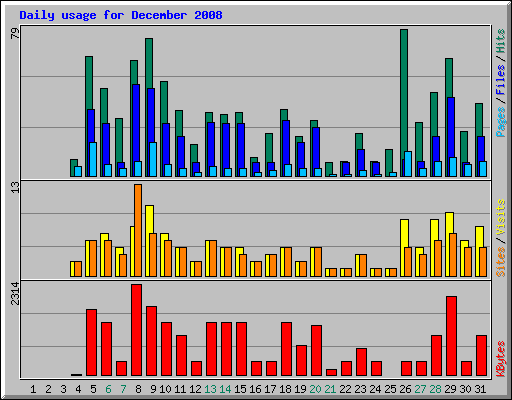 Daily usage for December 2008
79
Pages / Files / Hits
13
Sites / Visits
2314
KBytes
1 2 3 4 5 6 7 8 9 10 11 12 13 14 15 16 17 18 19 20 21 22 23 24 25 26 27 28 29 30 31